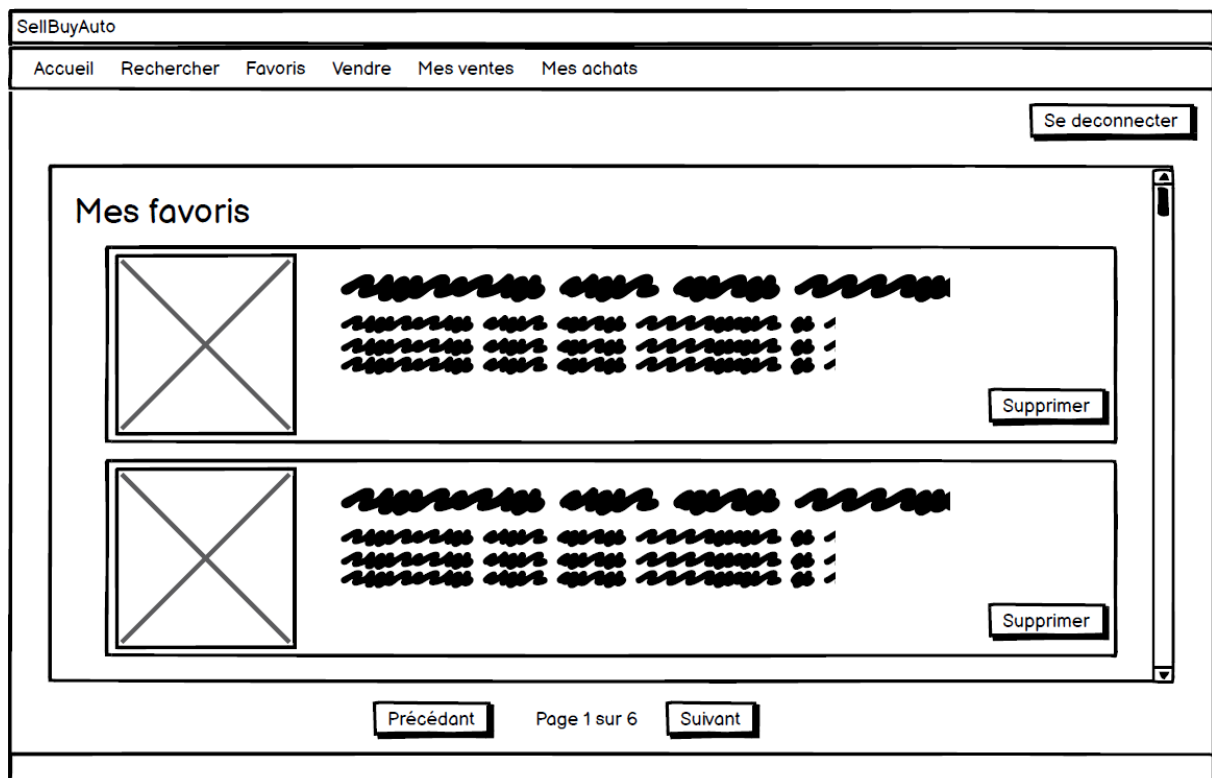 SellBuyAuto
Accueil Rechercher Favoris Vendre Mes ventes Mes achats
Se deconnecter
Mes favoris
Supprimer
Supprimer
Précédant Page 1 sur 6 Suivant